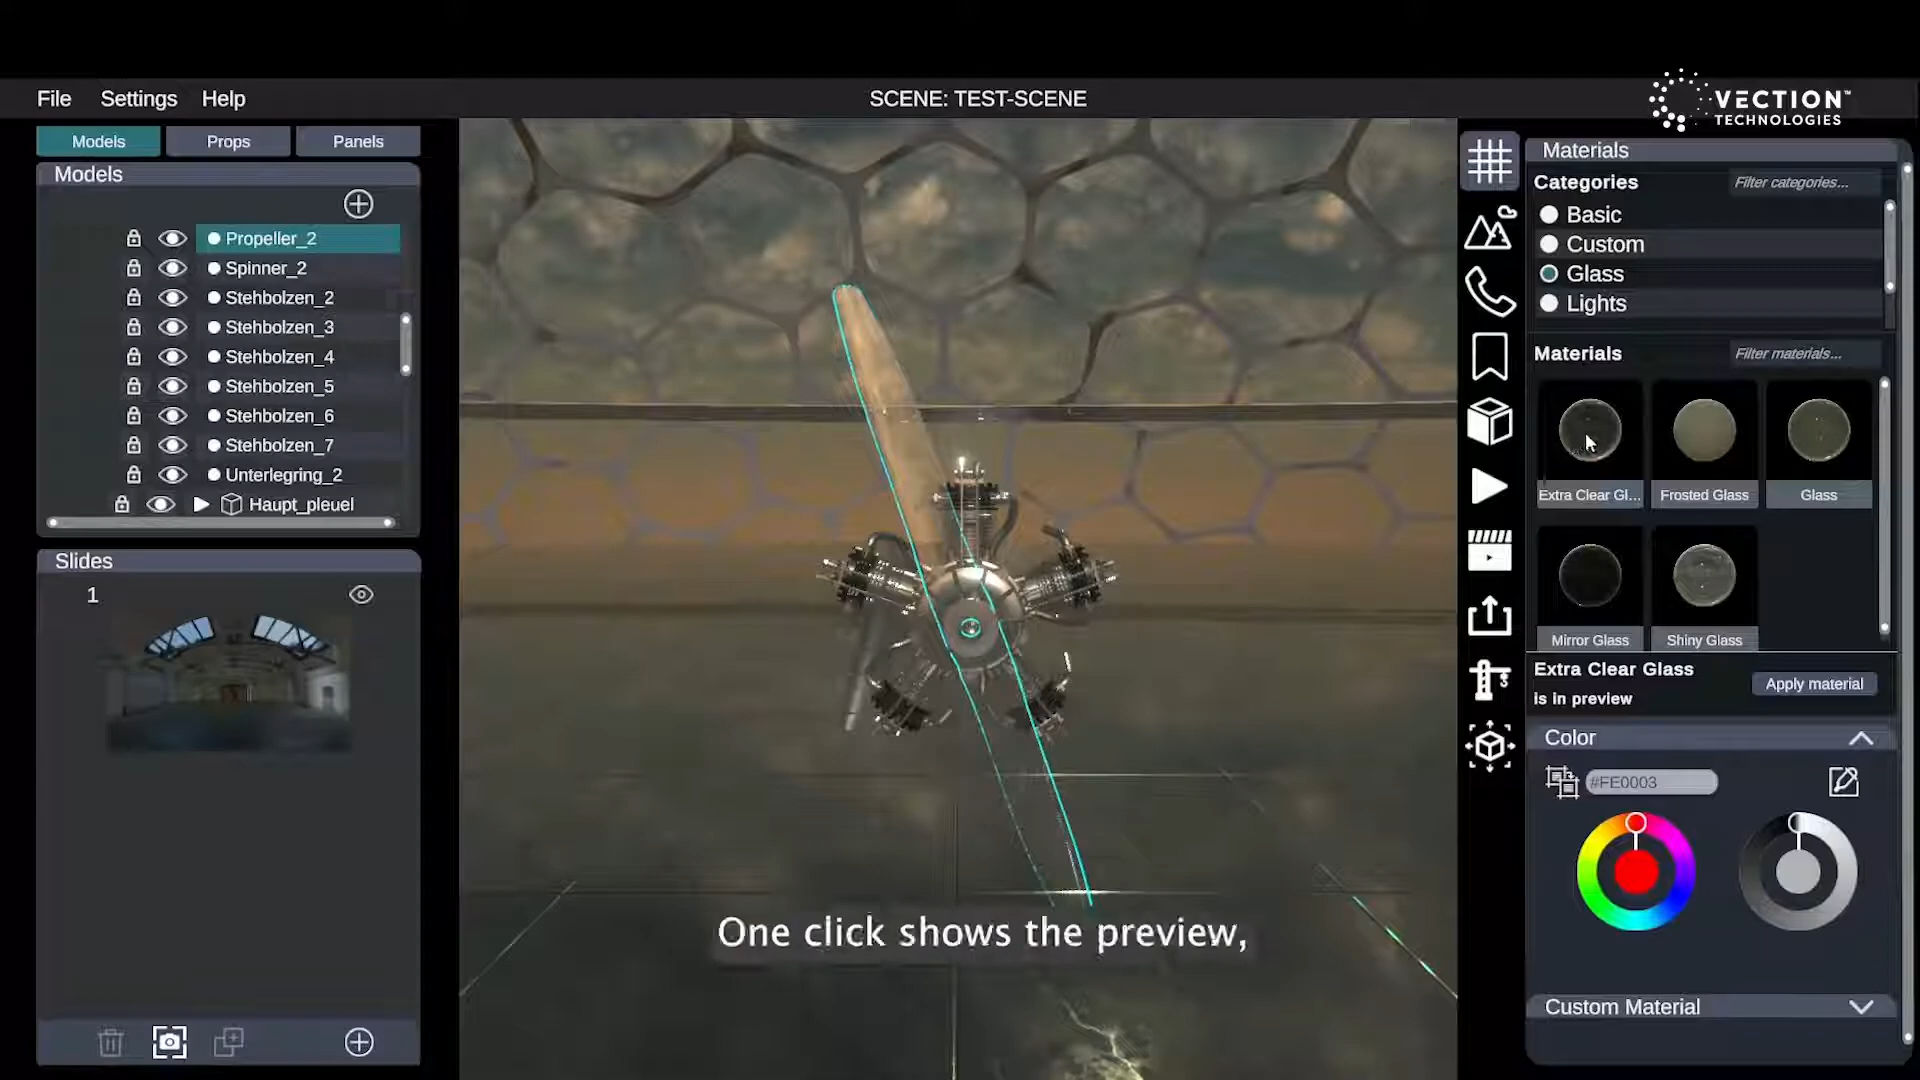 VECTION™
TECHNOLOGIES
File Settings Help
SCENE: TEST-SCENE
Models Props Panels
Models
Propeller_2
Spinner_2
Stehbolzen_2
Stehbolzen_3
Stehbolzen_4
Stehbolzen_5
Stehbolzen_6
Stehbolzen_7
Unterlegring_2
Haupt_pleuel
Slides
1
Materials
Categories Filter categories...
Basic
Custom
Glass
Lights
Materials Filter materials...
Extra Clear Gl... Frosted Glass Glass
Mirror Glass Shiny Glass
Extra Clear Glass
is in preview
Apply material
Color
#FE0003
Custom Material
One click shows the preview,